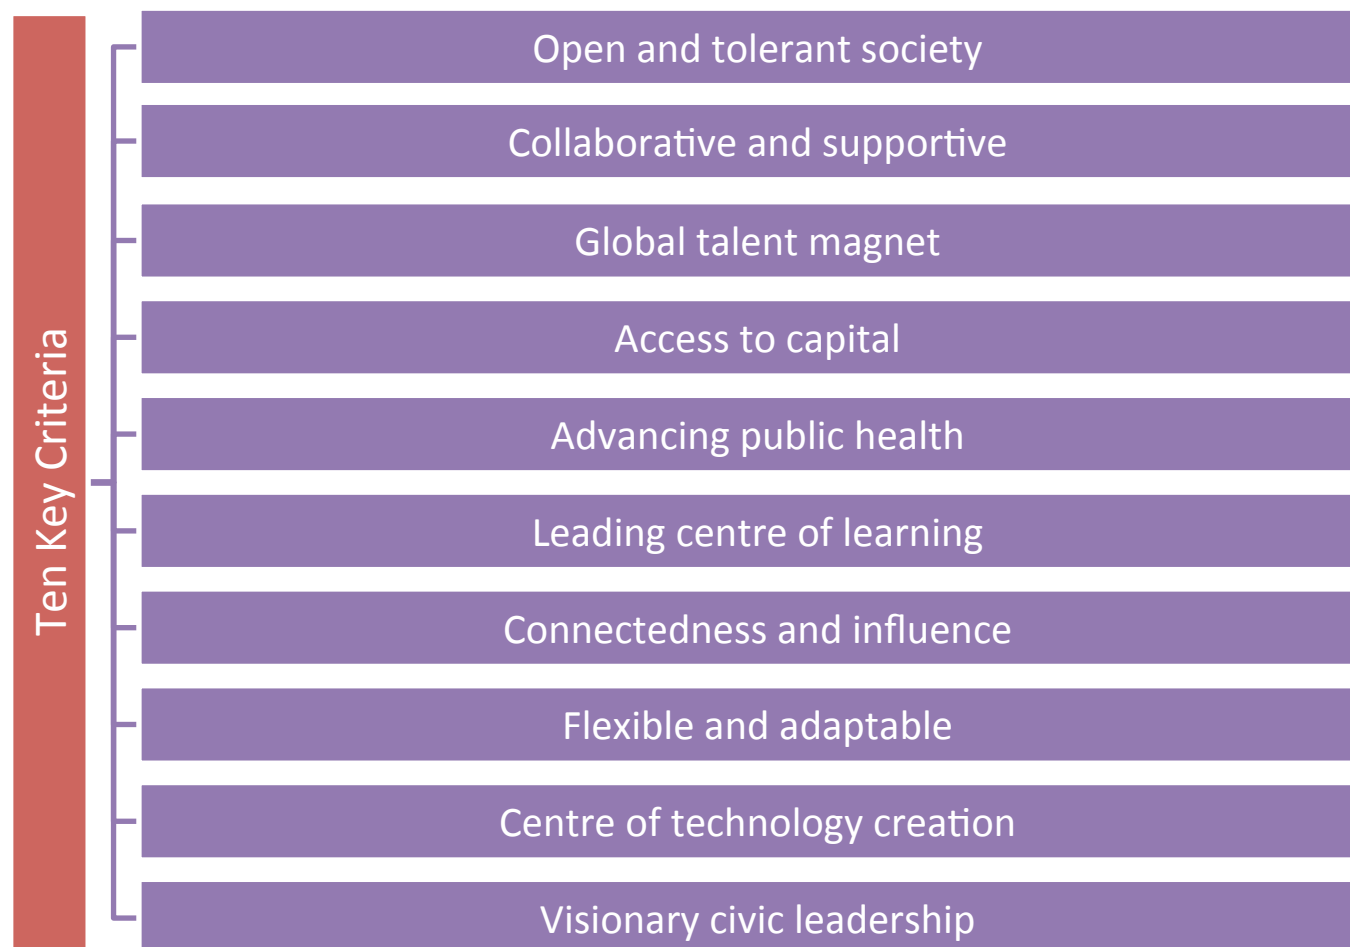 Ten Key Criteria
Open and tolerant society
Collaborative and supportive
Global talent magnet
Access to capital
Advancing public health
Leading centre of learning
Connectedness and influence
Flexible and adaptable
Centre of technology creation
Visionary civic leadership